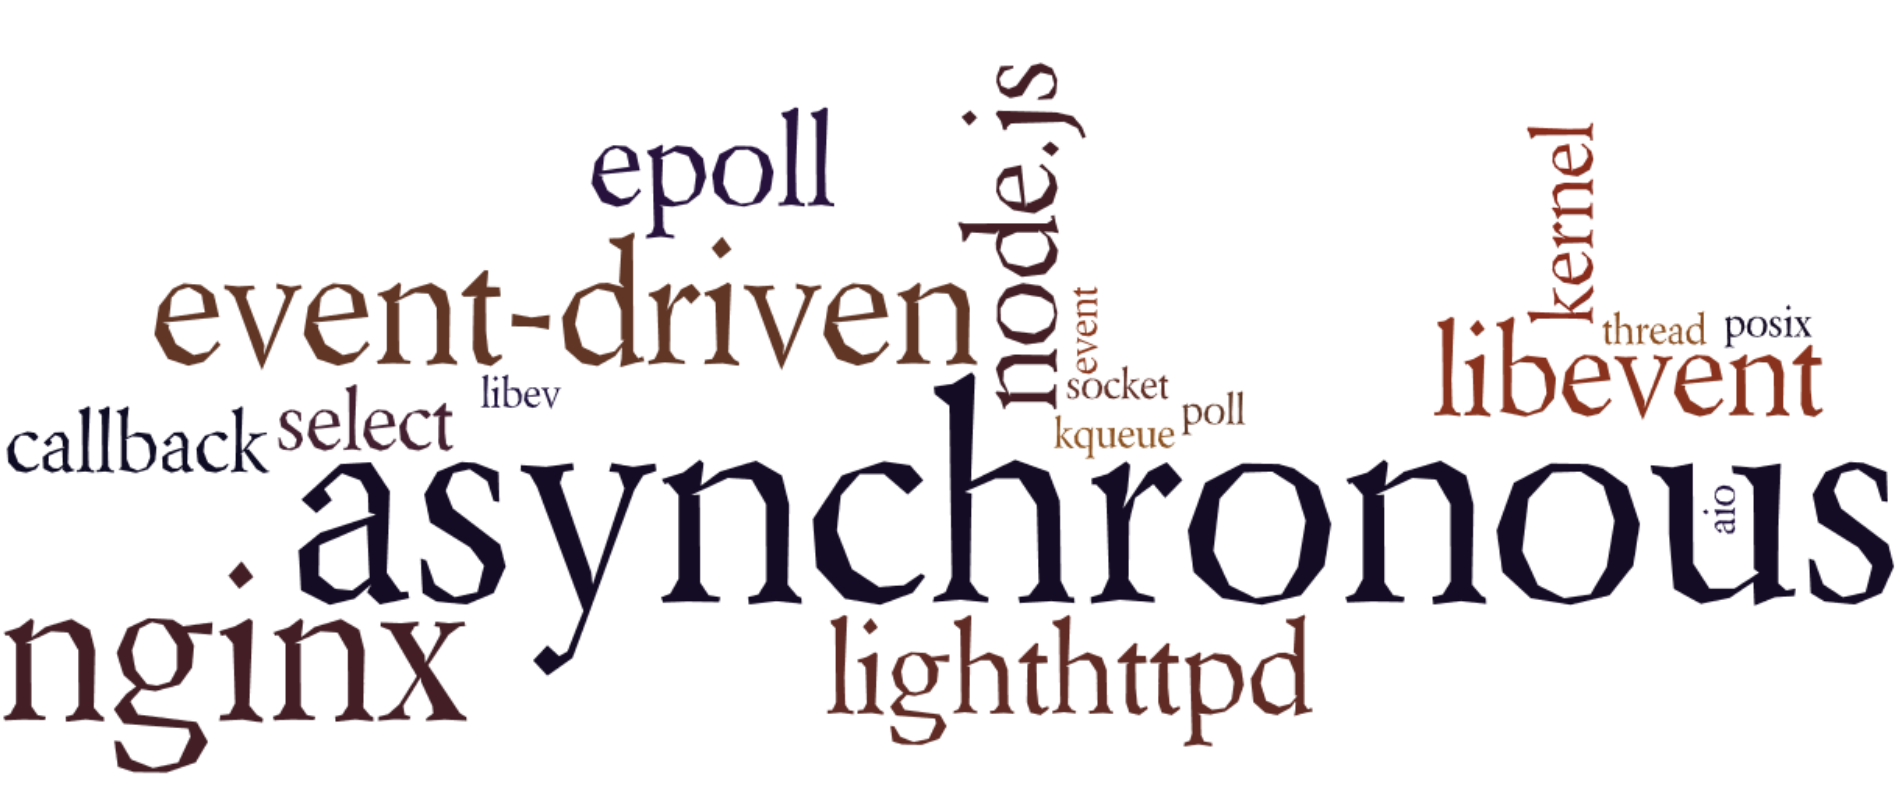 node.js
epoll
kernel
event-driven
event
thread
posix
libevent
libev
socket
select
callback
poll
kqueue
asynchronous
aio
nginx
lighthttpd